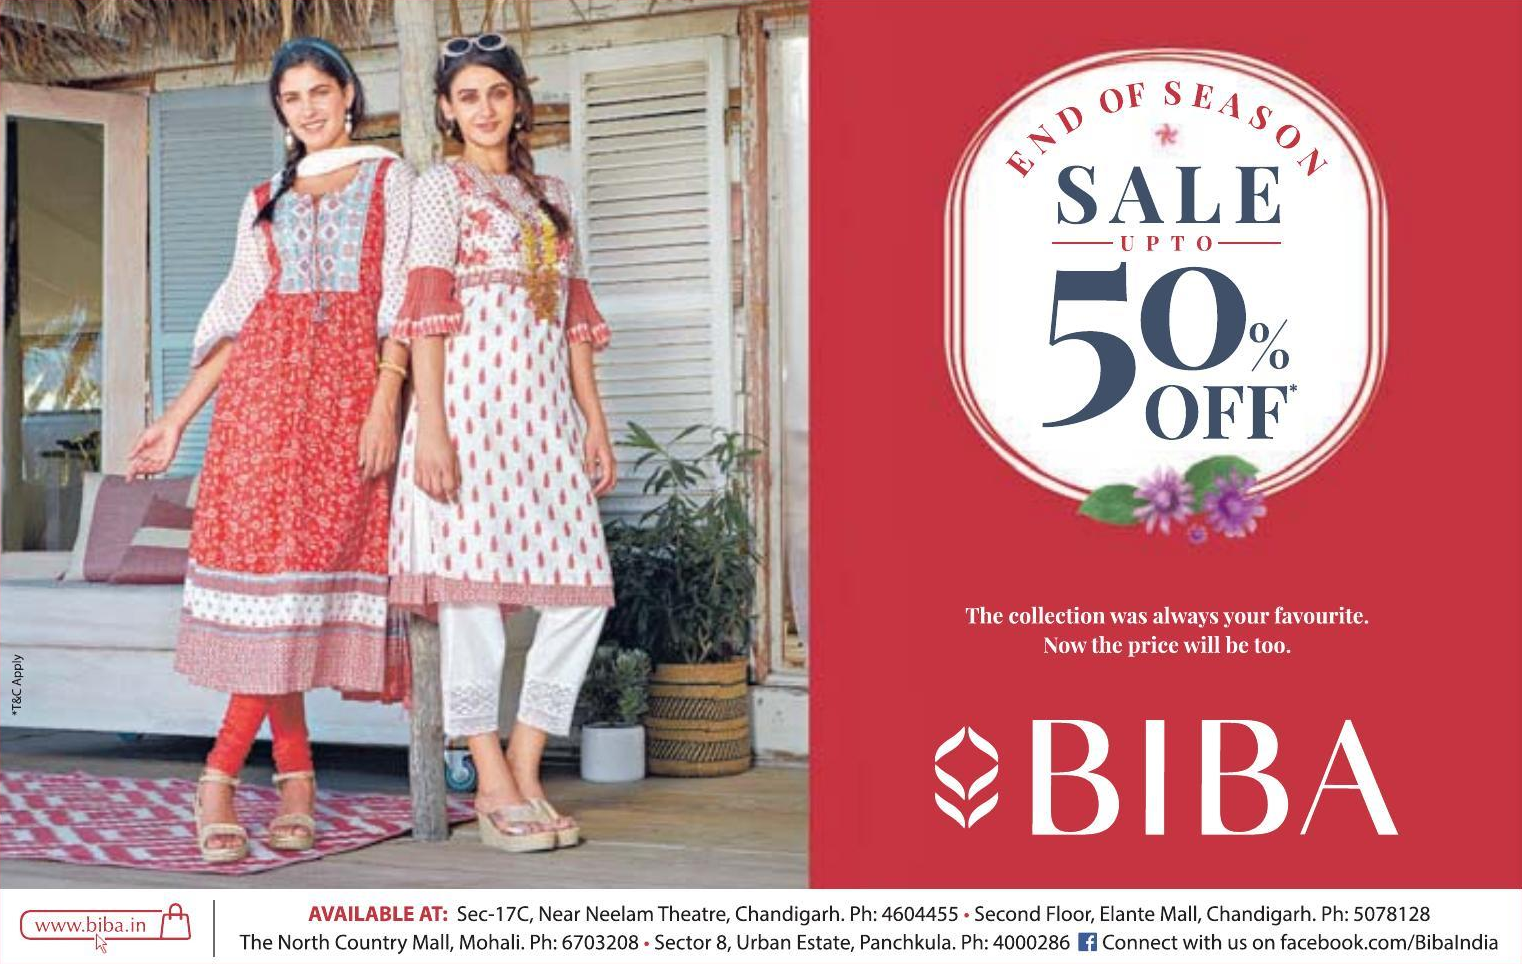 END OF SEASON
SALE
UPTO
50%
OFF*
The collection was always your favourite.
Now the price will be too.
BIBA
*T&C Apply
www.biba.in
AVAILABLE AT: Sec-17C, Near Neelam Theatre, Chandigarh. Ph: 4604455 • Second Floor, Elante Mall, Chandigarh. Ph: 5078128
The North Country Mall, Mohali. Ph: 6703208 • Sector 8, Urban Estate, Panchkula. Ph: 4000286 f Connect with us on facebook.com/BibaIndia